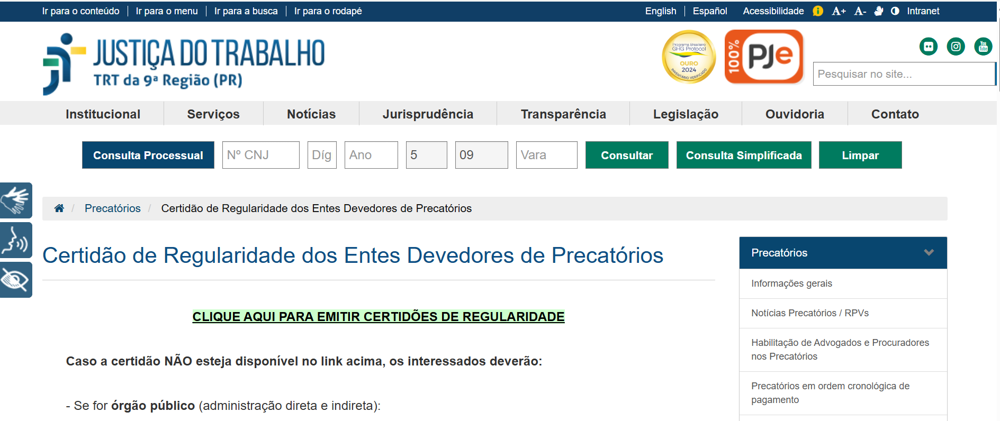 Ir para o conteúdo Ir para o menu Ir para a busca Ir para o rodapé English Español Acessibilidade A+ A- Intranet
JUSTIÇA DO TRABALHO
TRT da 9ª Região (PR)
Programa Brasileiro
GHG Protocol
OURO
2024
INVENTÁRIO VERIFICADO
100%
PJe
You
Tube
Pesquisar no site...
Institucional Serviços Notícias Jurisprudência Transparência Legislação Ouvidoria Contato
Consulta Processual Nº CNJ Díg Ano 5 09 Vara Consultar Consulta Simplificada Limpar
/ Precatórios / Certidão de Regularidade dos Entes Devedores de Precatórios
Certidão de Regularidade dos Entes Devedores de Precatórios
CLIQUE AQUI PARA EMITIR CERTIDÕES DE REGULARIDADE
Caso a certidão NÃO esteja disponível no link acima, os interessados deverão:
- Se for órgão público (administração direta e indireta):
Precatórios
Informações gerais
Notícias Precatórios / RPVs
Habilitação de Advogados e Procuradores
nos Precatórios
Precatórios em ordem cronológica de
pagamento